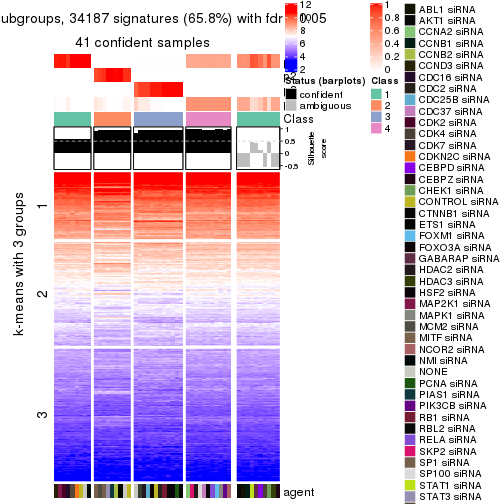 ubgroups, 34187 signatures (65.8%) with fdr 0.05
41 confident samples
k-means with 3 groups
1
2
3
Class
1
0.5
0
-0.5
Silhouette
score
agent
12
10
8
6
4
2
Status (barplots)
confident
ambiguous
1
0.8
0.6
0.4
0.2
0
Class
1
2
3
4
ABL1 siRNA
AKT1 siRNA
CCNA2 siRNA
CCNB1 siRNA
CCNB2 siRNA
CCND3 siRNA
CDC16 siRNA
CDC2 siRNA
CDC25B siRNA
CDC37 siRNA
CDK2 siRNA
CDK4 siRNA
CDK7 siRNA
CDKN2C siRNA
CEBPD siRNA
CEBPZ siRNA
CHEK1 siRNA
CONTROL siRNA
CTNNB1 siRNA
ETS1 siRNA
FOXM1 siRNA
FOXO3A siRNA
GABARAP siRNA
HDAC2 siRNA
HDAC3 siRNA
HSF2 siRNA
MAP2K1 siRNA
MAPK1 siRNA
MCM2 siRNA
MITF siRNA
NCOR2 siRNA
NMI siRNA
NONE
PCNA siRNA
PIAS1 siRNA
PIK3CB siRNA
RB1 siRNA
RBL2 siRNA
RELA siRNA
SKP2 siRNA
SP1 siRNA
SP100 siRNA
STAT1 siRNA
STAT3 siRNA